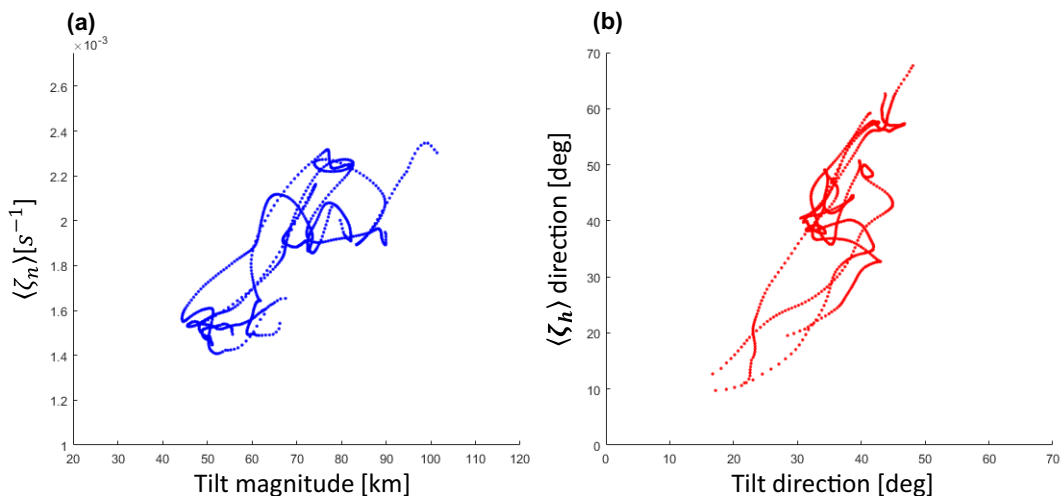 (a)
× 10⁻³
2.6
2.4
2.2
2
1.8
1.6
1.4
1.2
1
⟨ζₙ⟩[s⁻¹]
20 30 40 50 60 70 80 90 100 110 120
Tilt magnitude [km]
(b)
70
60
50
40
30
20
10
0
⟨ζₕ⟩ direction [deg]
0 10 20 30 40 50 60 70
Tilt direction [deg]